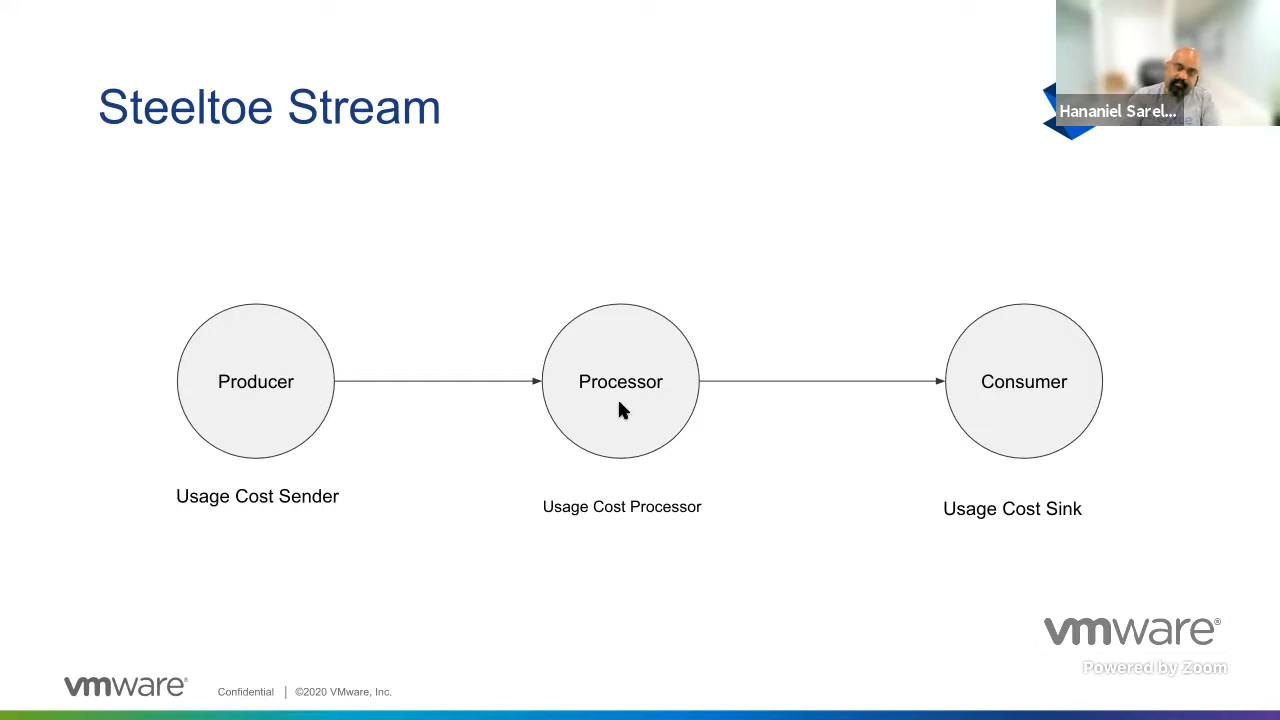 Steeltoe Stream
Hananiel Sarel...
Producer
Processor
Consumer
Usage Cost Sender
Usage Cost Processor
Usage Cost Sink
vmware®
Powered by Zoom
vmware®
Confidential | ©2020 VMware, Inc.